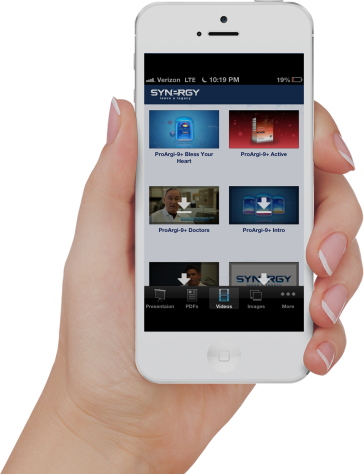 Verizon LTE 10:19 PM 19%
SYNERGY
leave a legacy
ProArgi-9+ Bless Your Heart
ProArgi-9+ Active
ProArgi-9+ Doctors
ProArgi-9+ Intro
SYNERGY
Presentaion PDFs Videos Images More